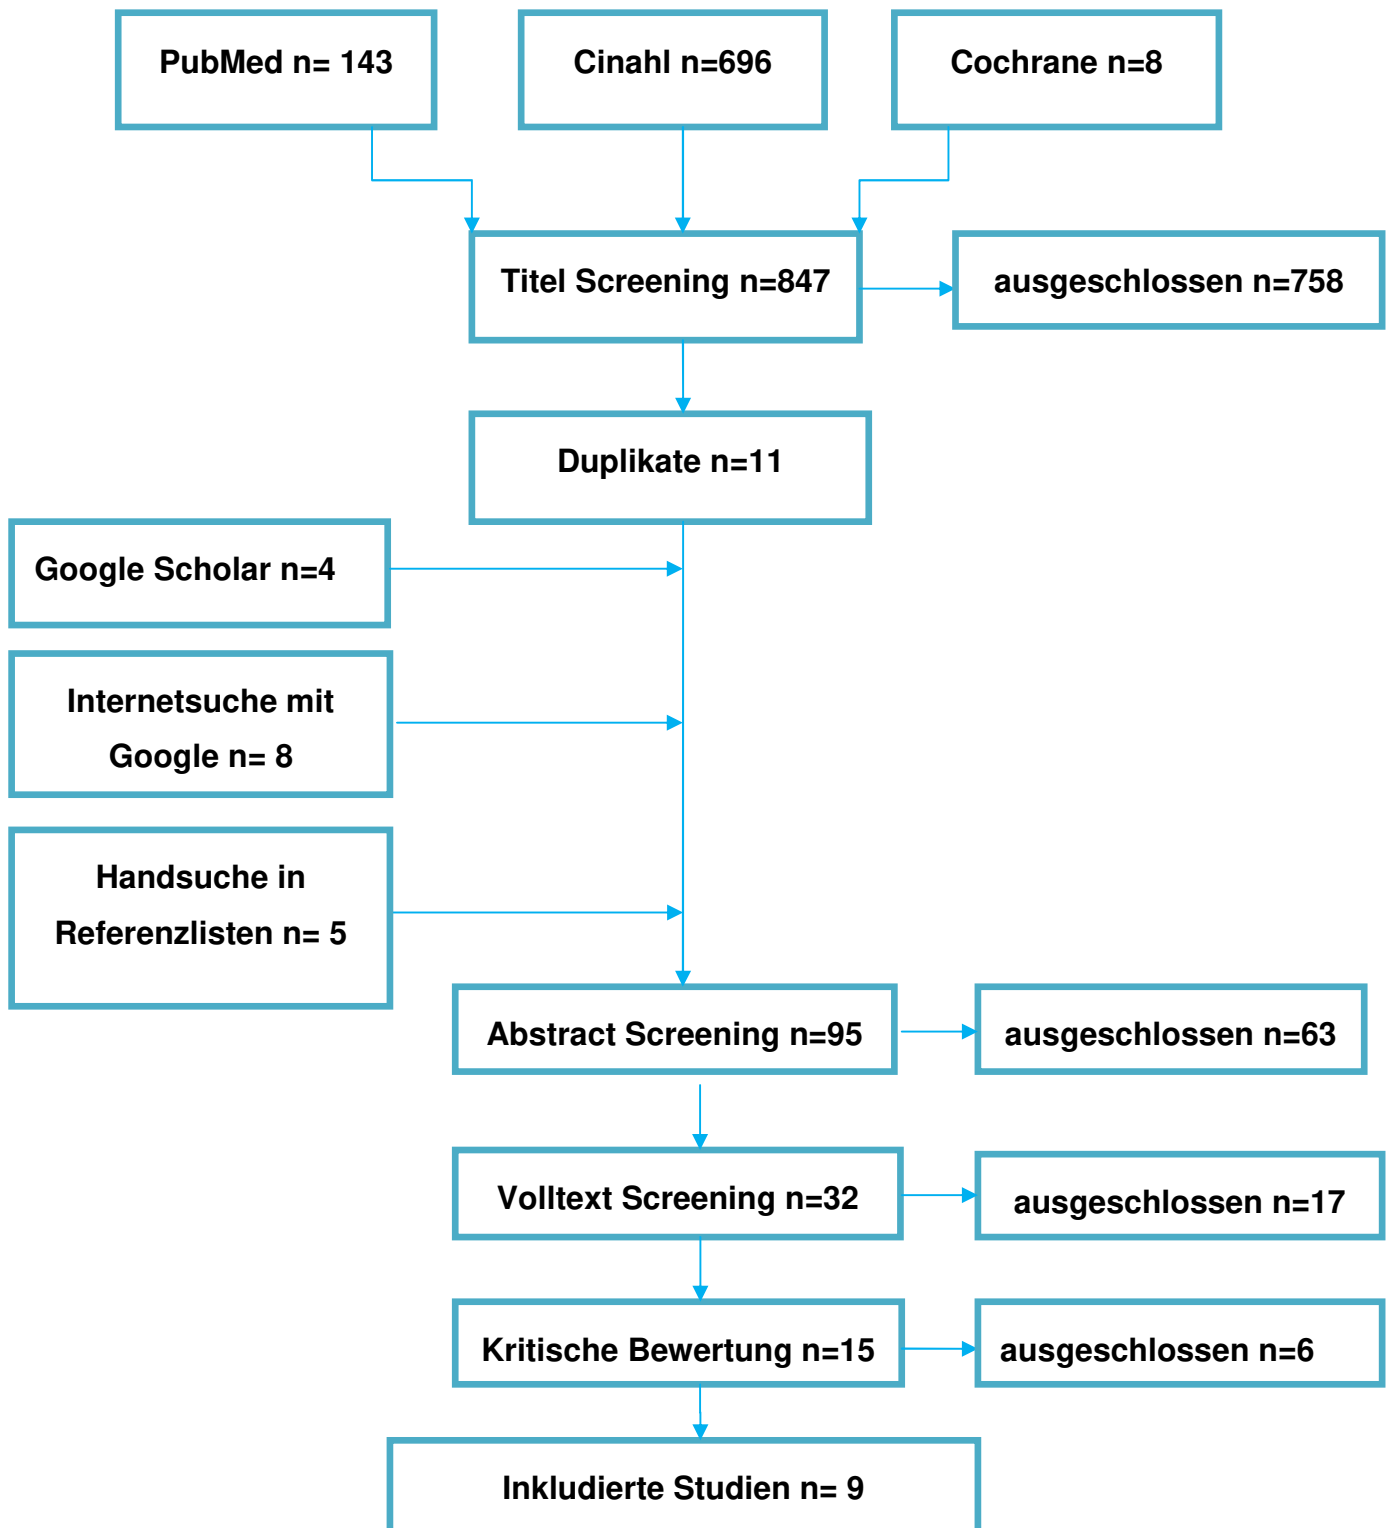 PubMed n= 143
Cinahl n=696
Cochrane n=8
Titel Screening n=847
ausgeschlossen n=758
Duplikate n=11
Google Scholar n=4
Internetsuche mit
Google n= 8
Handsuche in
Referenzlisten n= 5
Abstract Screening n=95
ausgeschlossen n=63
Volltext Screening n=32
ausgeschlossen n=17
Kritische Bewertung n=15
ausgeschlossen n=6
Inkludierte Studien n= 9